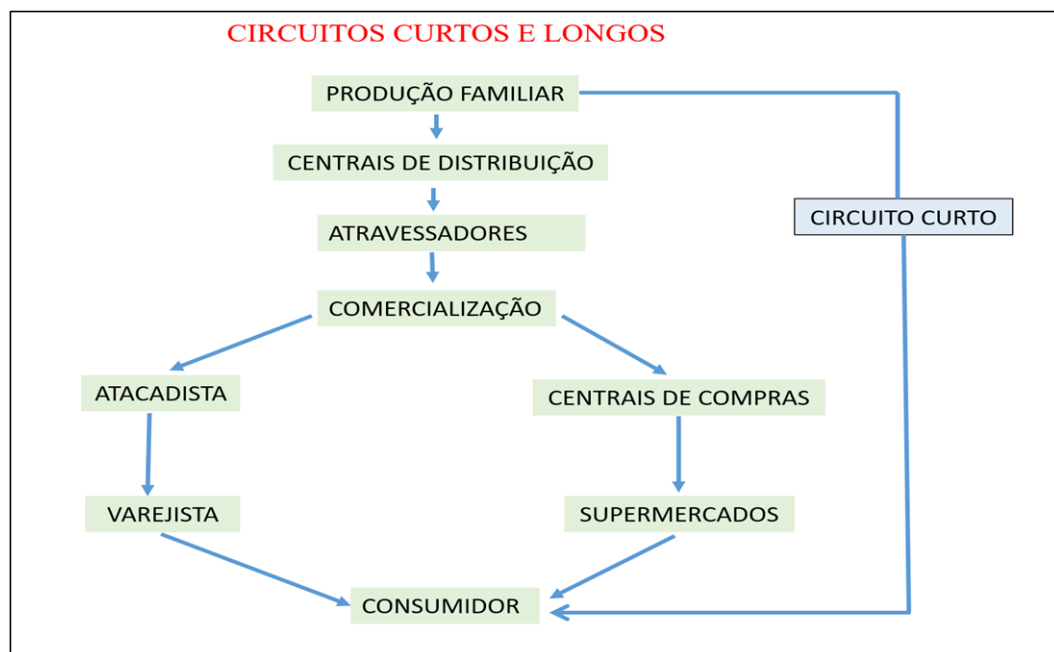 CIRCUITOS CURTOS E LONGOS
PRODUÇÃO FAMILIAR
CENTRAIS DE DISTRIBUIÇÃO
CIRCUITO CURTO
ATRAVESSADORES
COMERCIALIZAÇÃO
ATACADISTA
CENTRAIS DE COMPRAS
VAREJISTA
SUPERMERCADOS
CONSUMIDOR